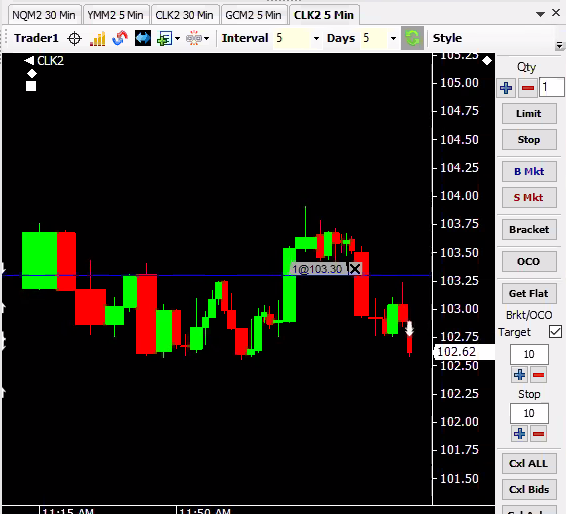 NQM2 30 Min YMM2 5 Min CLK2 30 Min GCM2 5 Min CLK2 5 Min
Trader1 Interval 5 Days 5 Style
CLK2
105.25
105.00
104.75
104.50
104.25
104.00
103.75
103.50
1@103.30
103.25
103.00
102.75
102.62
102.50
102.25
102.00
101.75
101.50
11:15 AM 11:50 AM
Qty
1
Limit
Stop
B Mkt
S Mkt
Bracket
OCO
Get Flat
Brkt/OCO
Target
10
Stop
10
Cxl ALL
Cxl Bids